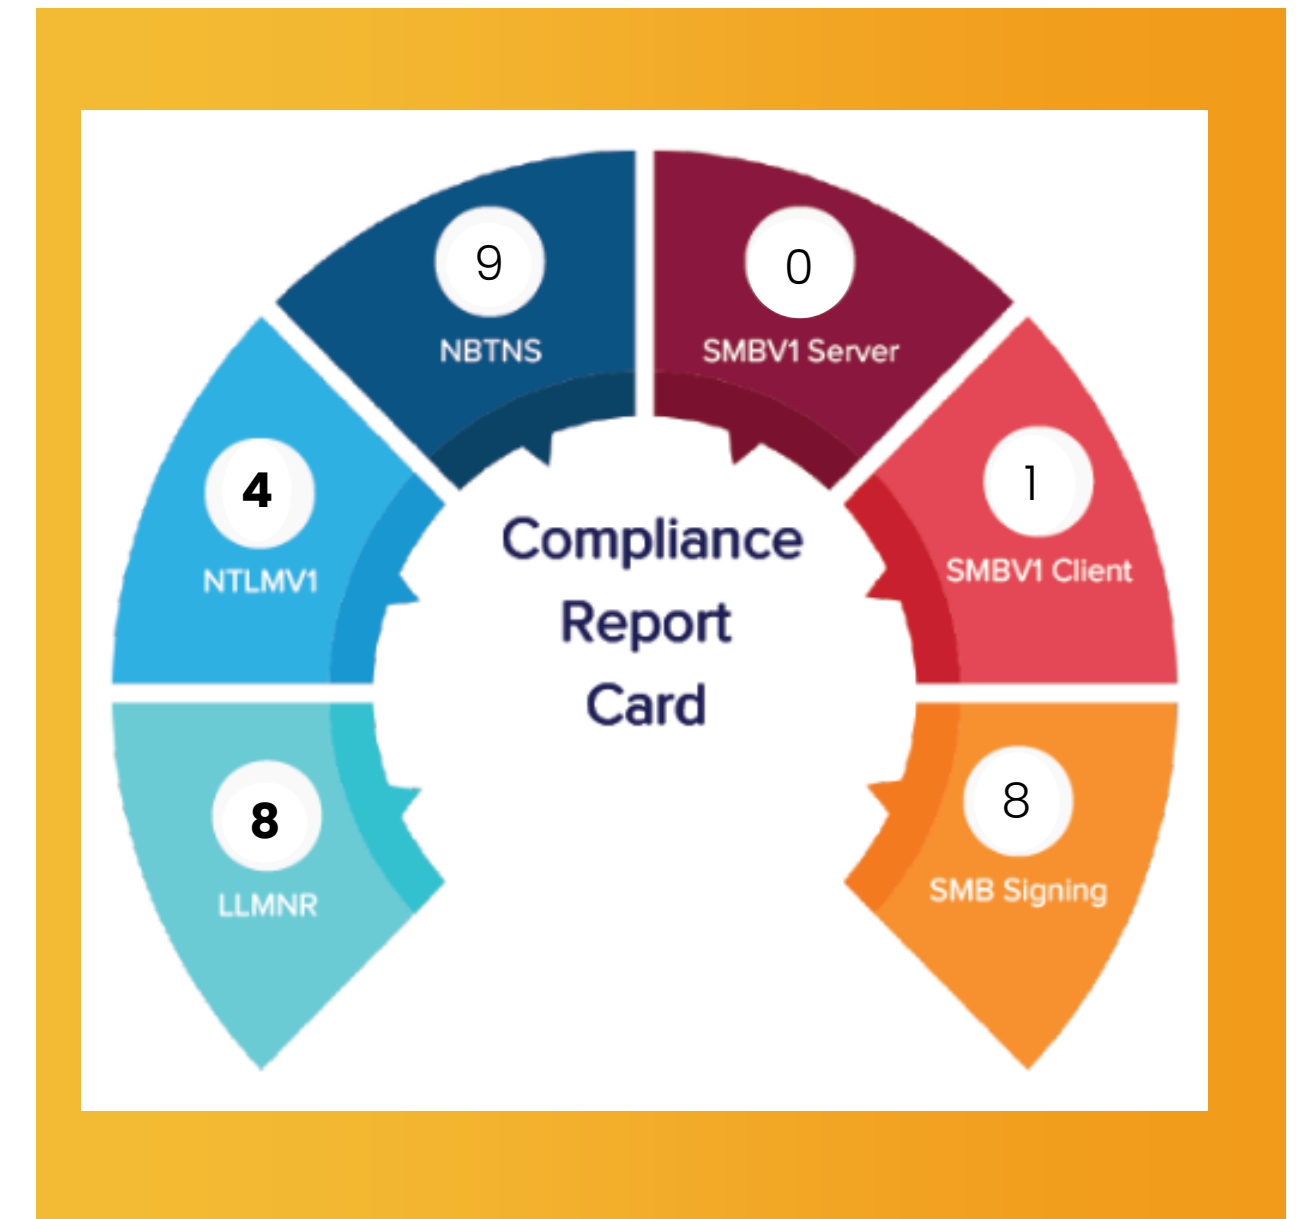 9
NBTNS
0
SMBV1 Server
4
NTLMV1
1
SMBV1 Client
Compliance
Report
Card
8
LLMNR
8
SMB Signing